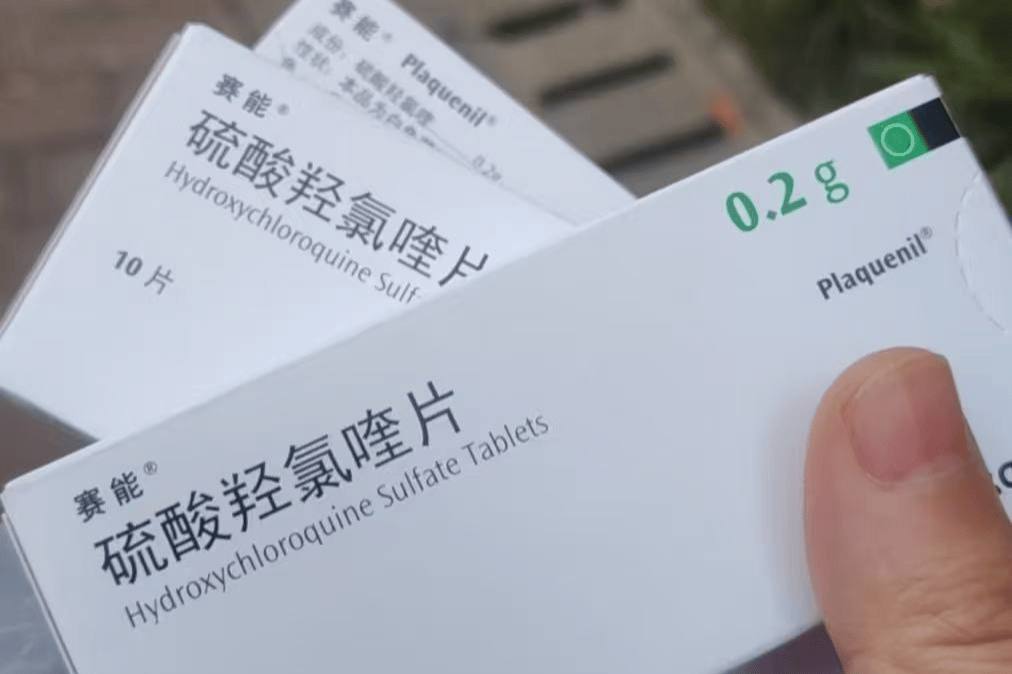 赛能®
Plaquenil®
成份：硫酸羟氯喹
性状：本品为白色
0.2g
赛能®
硫酸羟氯喹片
Hydroxychloroquine Sulf
10 片
0.2 g
Plaquenil®
赛能®
硫酸羟氯喹片
Hydroxychloroquine Sulfate Tablets